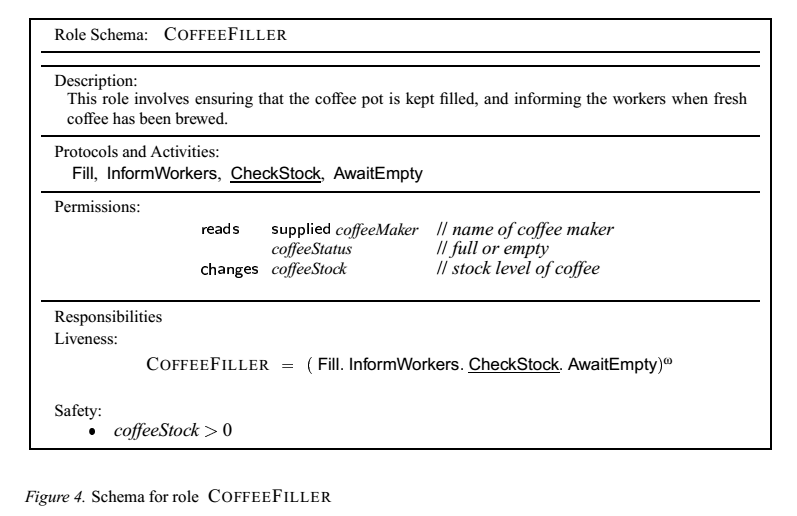 Role Schema: COFFEEFILLER
Description:
This role involves ensuring that the coffee pot is kept filled, and informing the workers when fresh
coffee has been brewed.
Protocols and Activities:
Fill, InformWorkers, CheckStock, AwaitEmpty
Permissions:
reads supplied coffeeMaker // name of coffee maker
coffeeStatus // full or empty
changes coffeeStock // stock level of coffee
Responsibilities
Liveness:
COFFEEFILLER = ( Fill. InformWorkers. CheckStock. AwaitEmpty)^ω
Safety:
• coffeeStock > 0
Figure 4. Schema for role COFFEEFILLER